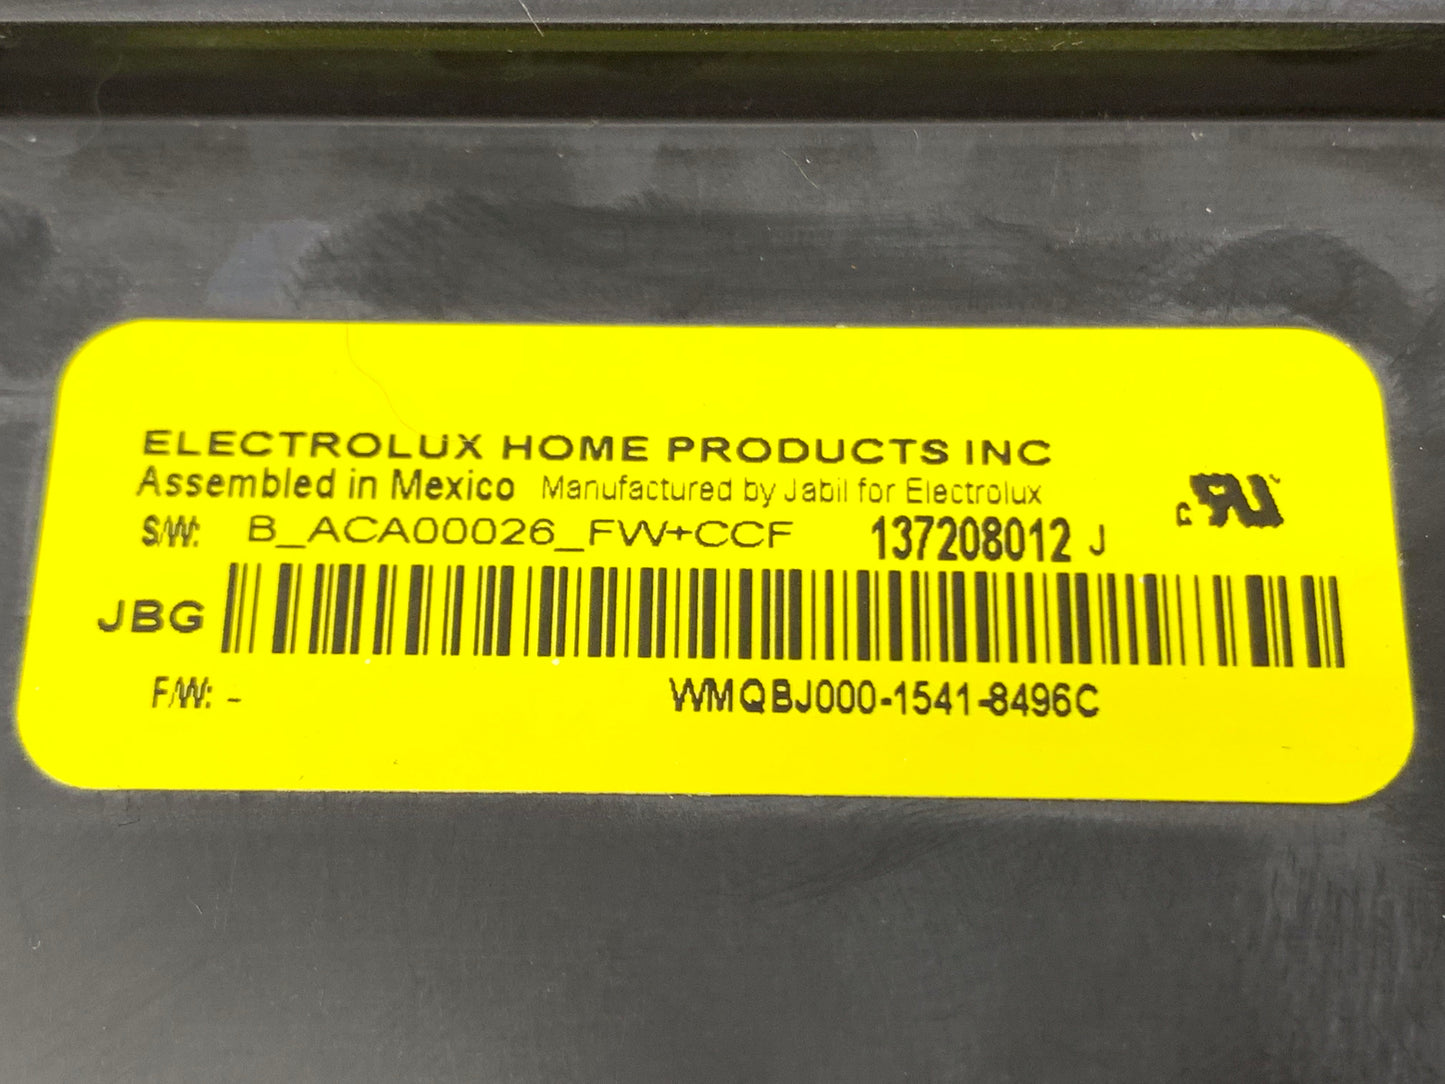 ELECTROLUX HOME PRODUCTS INC
Assembled in Mexico Manufactured by Jabil for Electrolux
S/W: B_ACA00026_FW+CCF 137208012 J
c RU
JBG
F/W: - WMQBJ000-1541-8496C